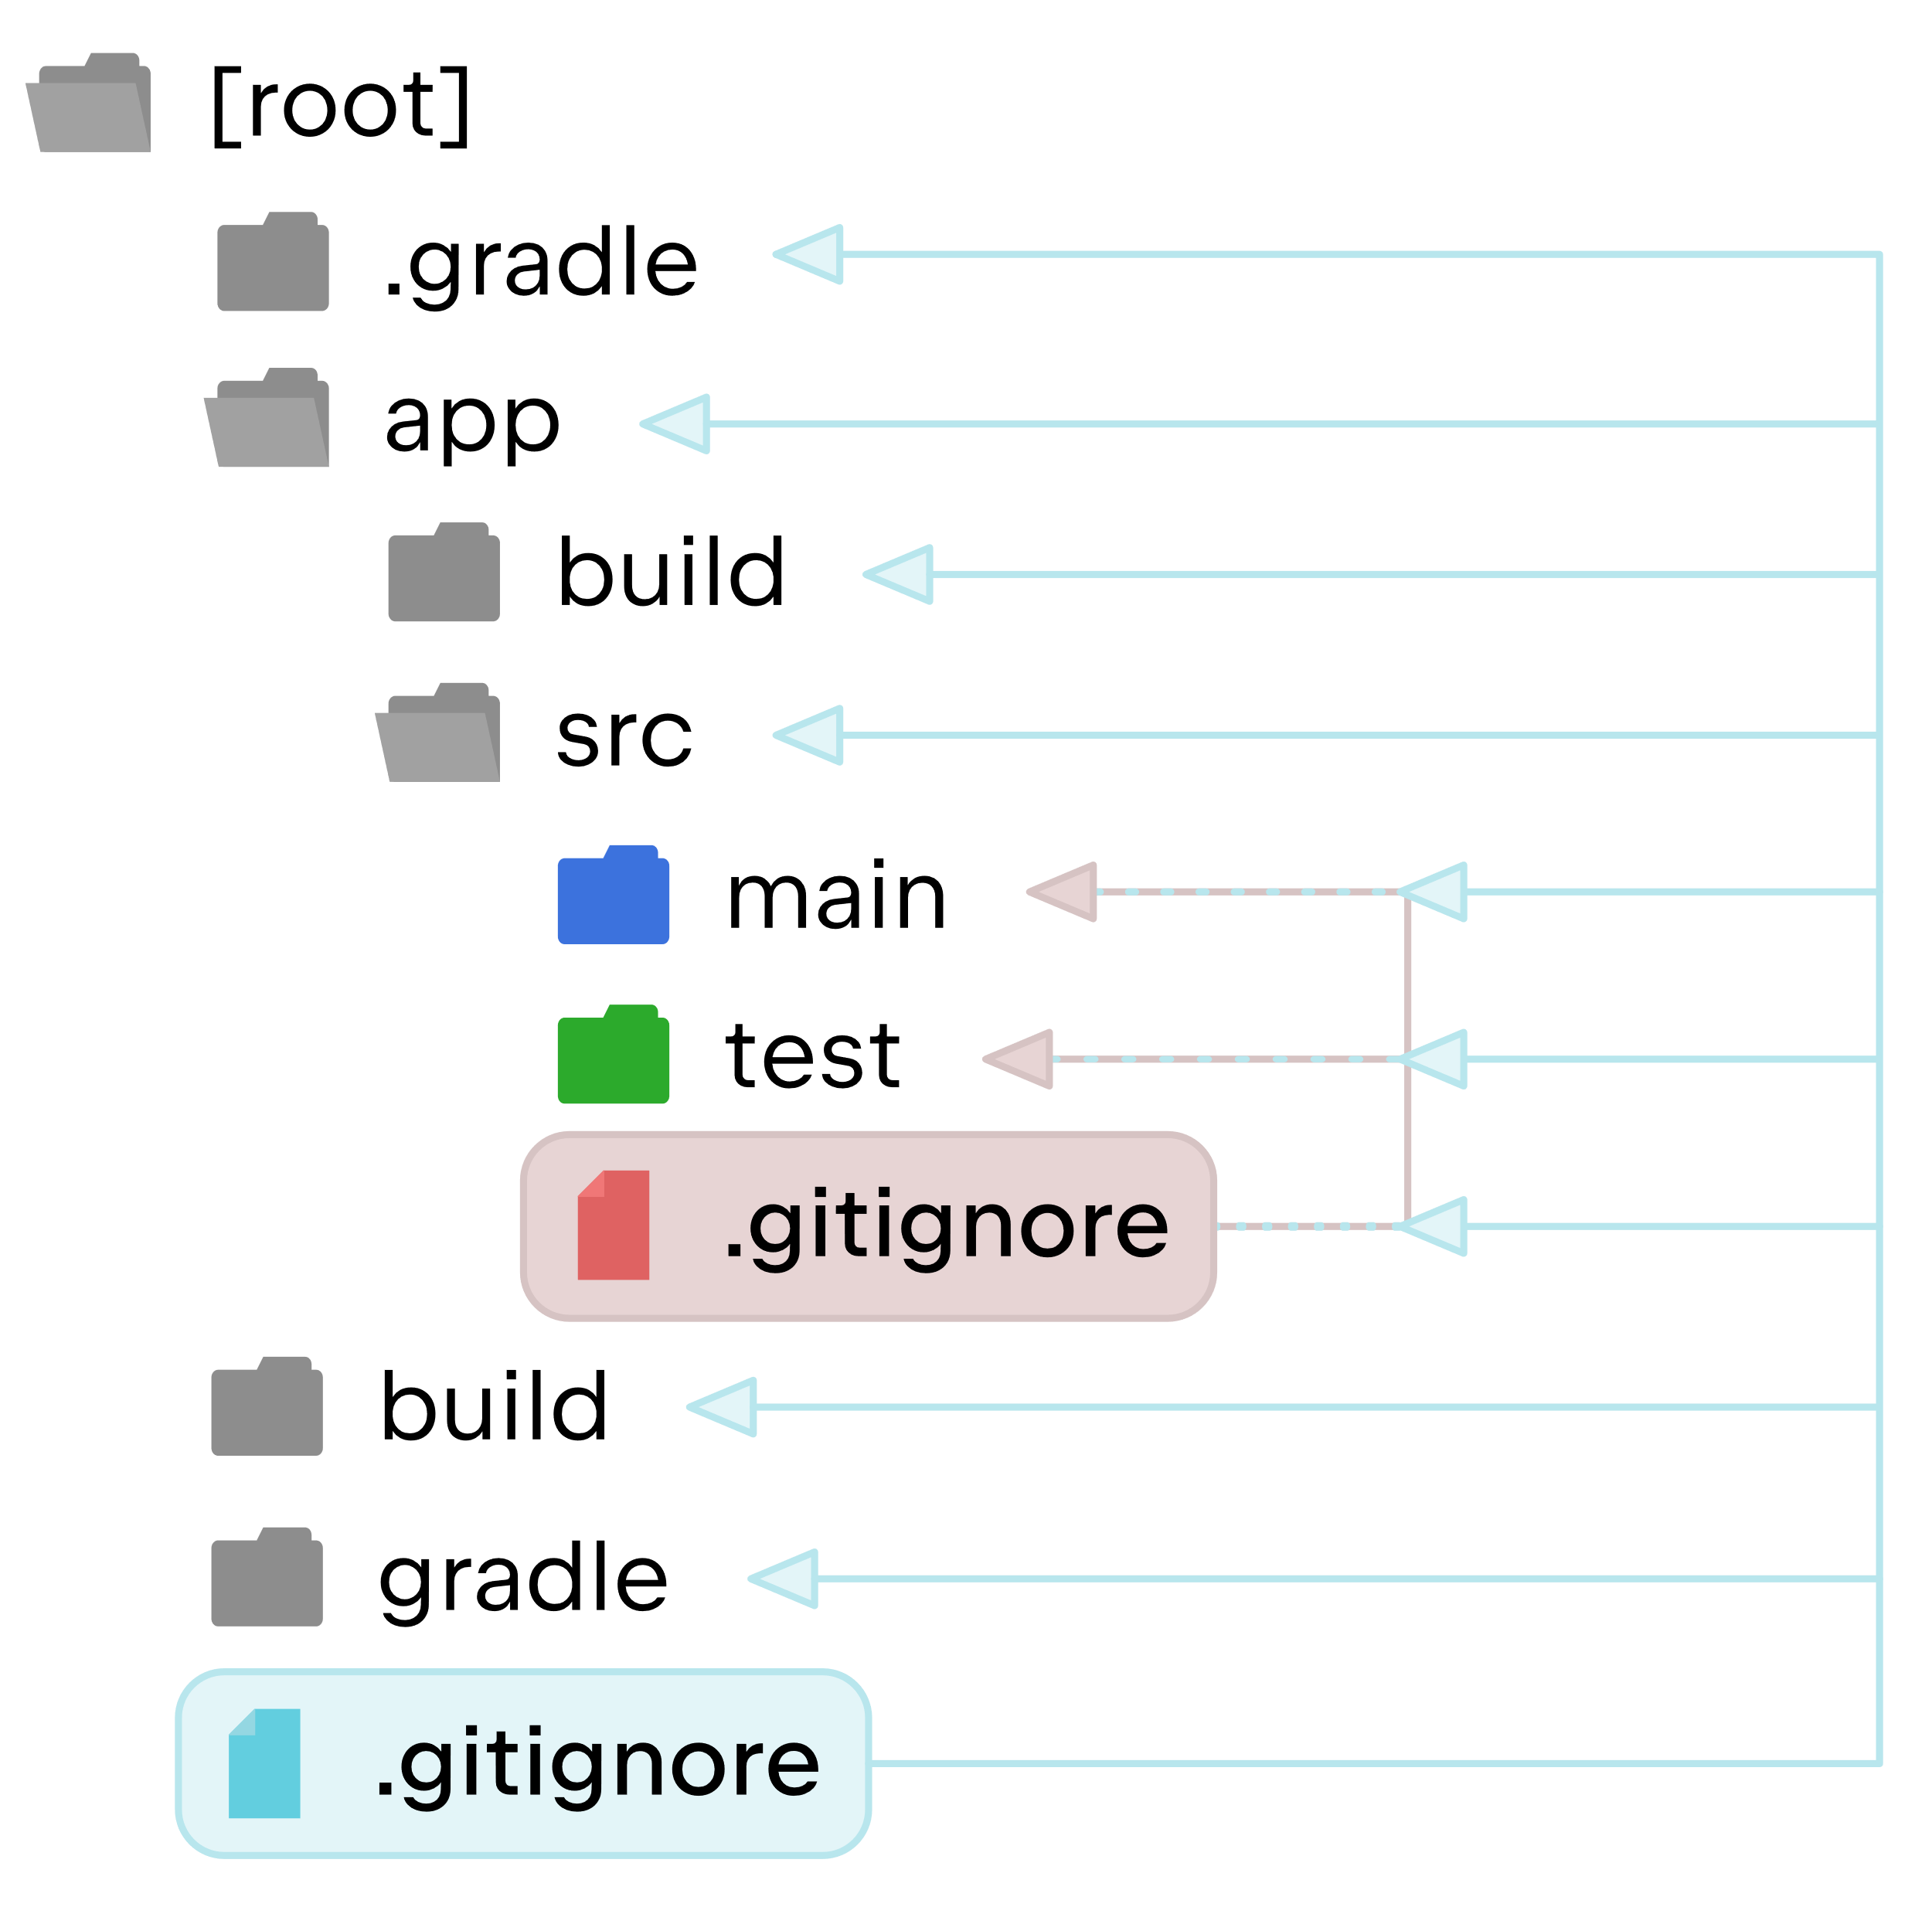 [root]
.gradle
app
build
src
main
test
.gitignore
build
gradle
.gitignore